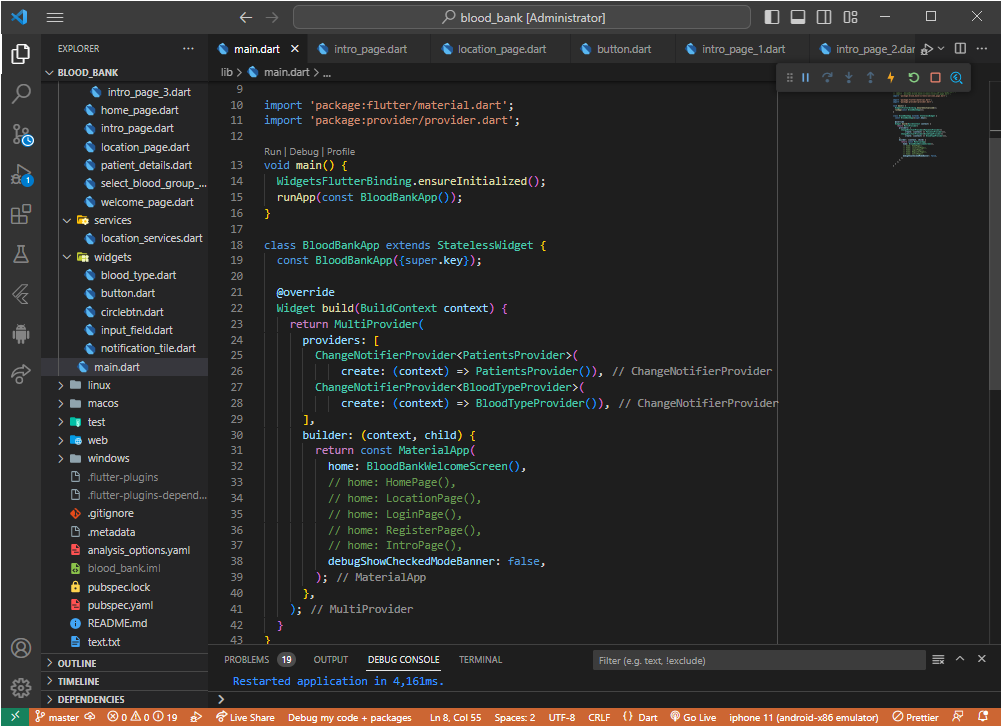 blood_bank [Administrator]
EXPLORER
BLOOD_BANK
intro_page_3.dart
home_page.dart
intro_page.dart
location_page.dart
patient_details.dart
select_blood_group_...
welcome_page.dart
services
location_services.dart
widgets
blood_type.dart
button.dart
circlebtn.dart
input_field.dart
notification_tile.dart
main.dart
linux
macos
test
web
windows
.flutter-plugins
.flutter-plugins-depend...
.gitignore
.metadata
analysis_options.yaml
blood_bank.iml
pubspec.lock
pubspec.yaml
README.md
text.txt
OUTLINE
TIMELINE
DEPENDENCIES
1
main.dart intro_page.dart location_page.dart button.dart intro_page_1.dart intro_page_2.dar
lib > main.dart > ...
9
10 import 'package:flutter/material.dart';
11 import 'package:provider/provider.dart';
12
Run | Debug | Profile
13 void main() {
14 WidgetsFlutterBinding.ensureInitialized();
15 runApp(const BloodBankApp());
16 }
17
18 class BloodBankApp extends StatelessWidget {
19 const BloodBankApp({super.key});
20
21 @override
22 Widget build(BuildContext context) {
23 return MultiProvider(
24 providers: [
25 ChangeNotifierProvider<PatientsProvider>(
26 create: (context) => PatientsProvider()), // ChangeNotifierProvider
27 ChangeNotifierProvider<BloodTypeProvider>(
28 create: (context) => BloodTypeProvider()), // ChangeNotifierProvider
29 ],
30 builder: (context, child) {
31 return const MaterialApp(
32 home: BloodBankWelcomeScreen(),
33 // home: HomePage(),
34 // home: LocationPage(),
35 // home: LoginPage(),
36 // home: RegisterPage(),
37 // home: IntroPage(),
38 debugShowCheckedModeBanner: false,
39 ); // MaterialApp
40 },
41 ); // MultiProvider
42 }
43 }
PROBLEMS 19 OUTPUT DEBUG CONSOLE TERMINAL Filter (e.g. text, !exclude)
Restarted application in 4,161ms.
>
master 0 0 19 Live Share Debug my code + packages Ln 8, Col 55 Spaces: 2 UTF-8 CRLF {} Dart Go Live iphone 11 (android-x86 emulator) Prettier